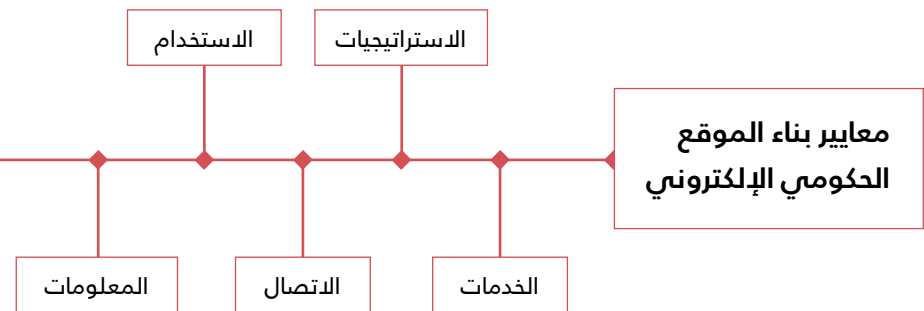 معايير بناء الموقع
الحكومي الإلكتروني
الاستراتيجيات
الاستخدام
الخدمات
الاتصال
المعلومات